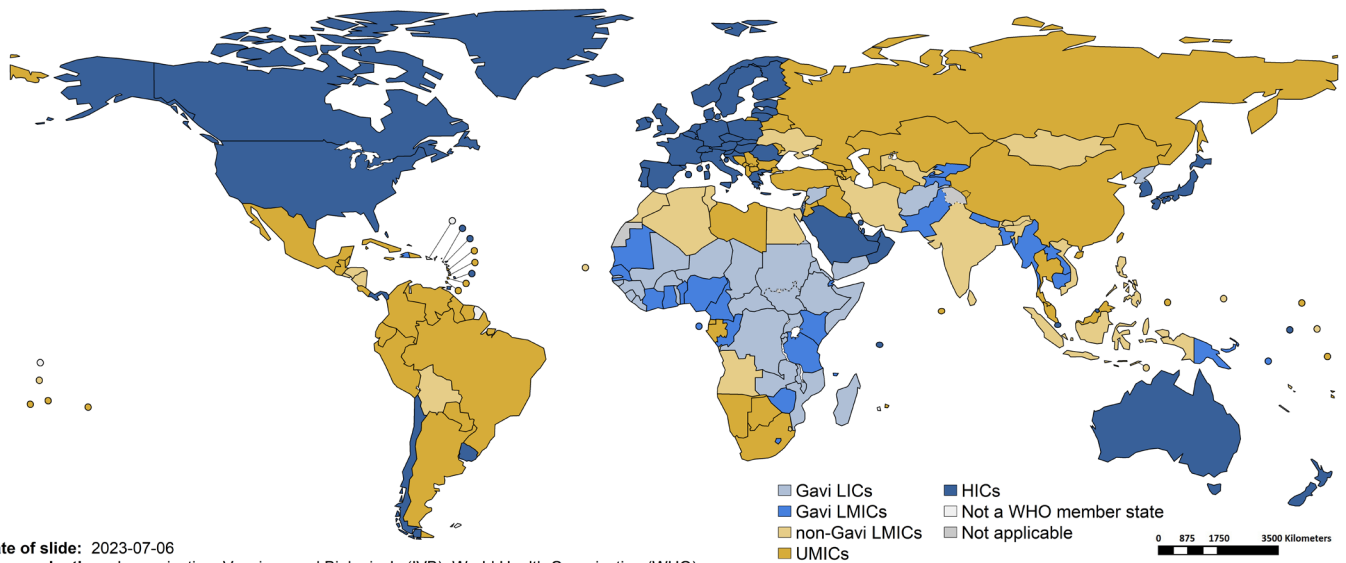 Gavi LICs
Gavi LMICs
non-Gavi LMICs
UMICs
HICs
Not a WHO member state
Not applicable
0 875 1750 3500 Kilometers
ate of slide: 2023-07-06